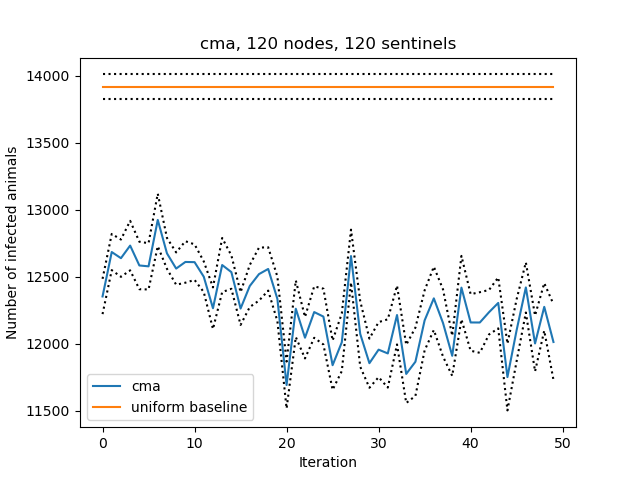 cma, 120 nodes, 120 sentinels
14000
13500
13000
12500
12000
11500
Number of infected animals
cma
uniform baseline
0 10 20 30 40 50
Iteration